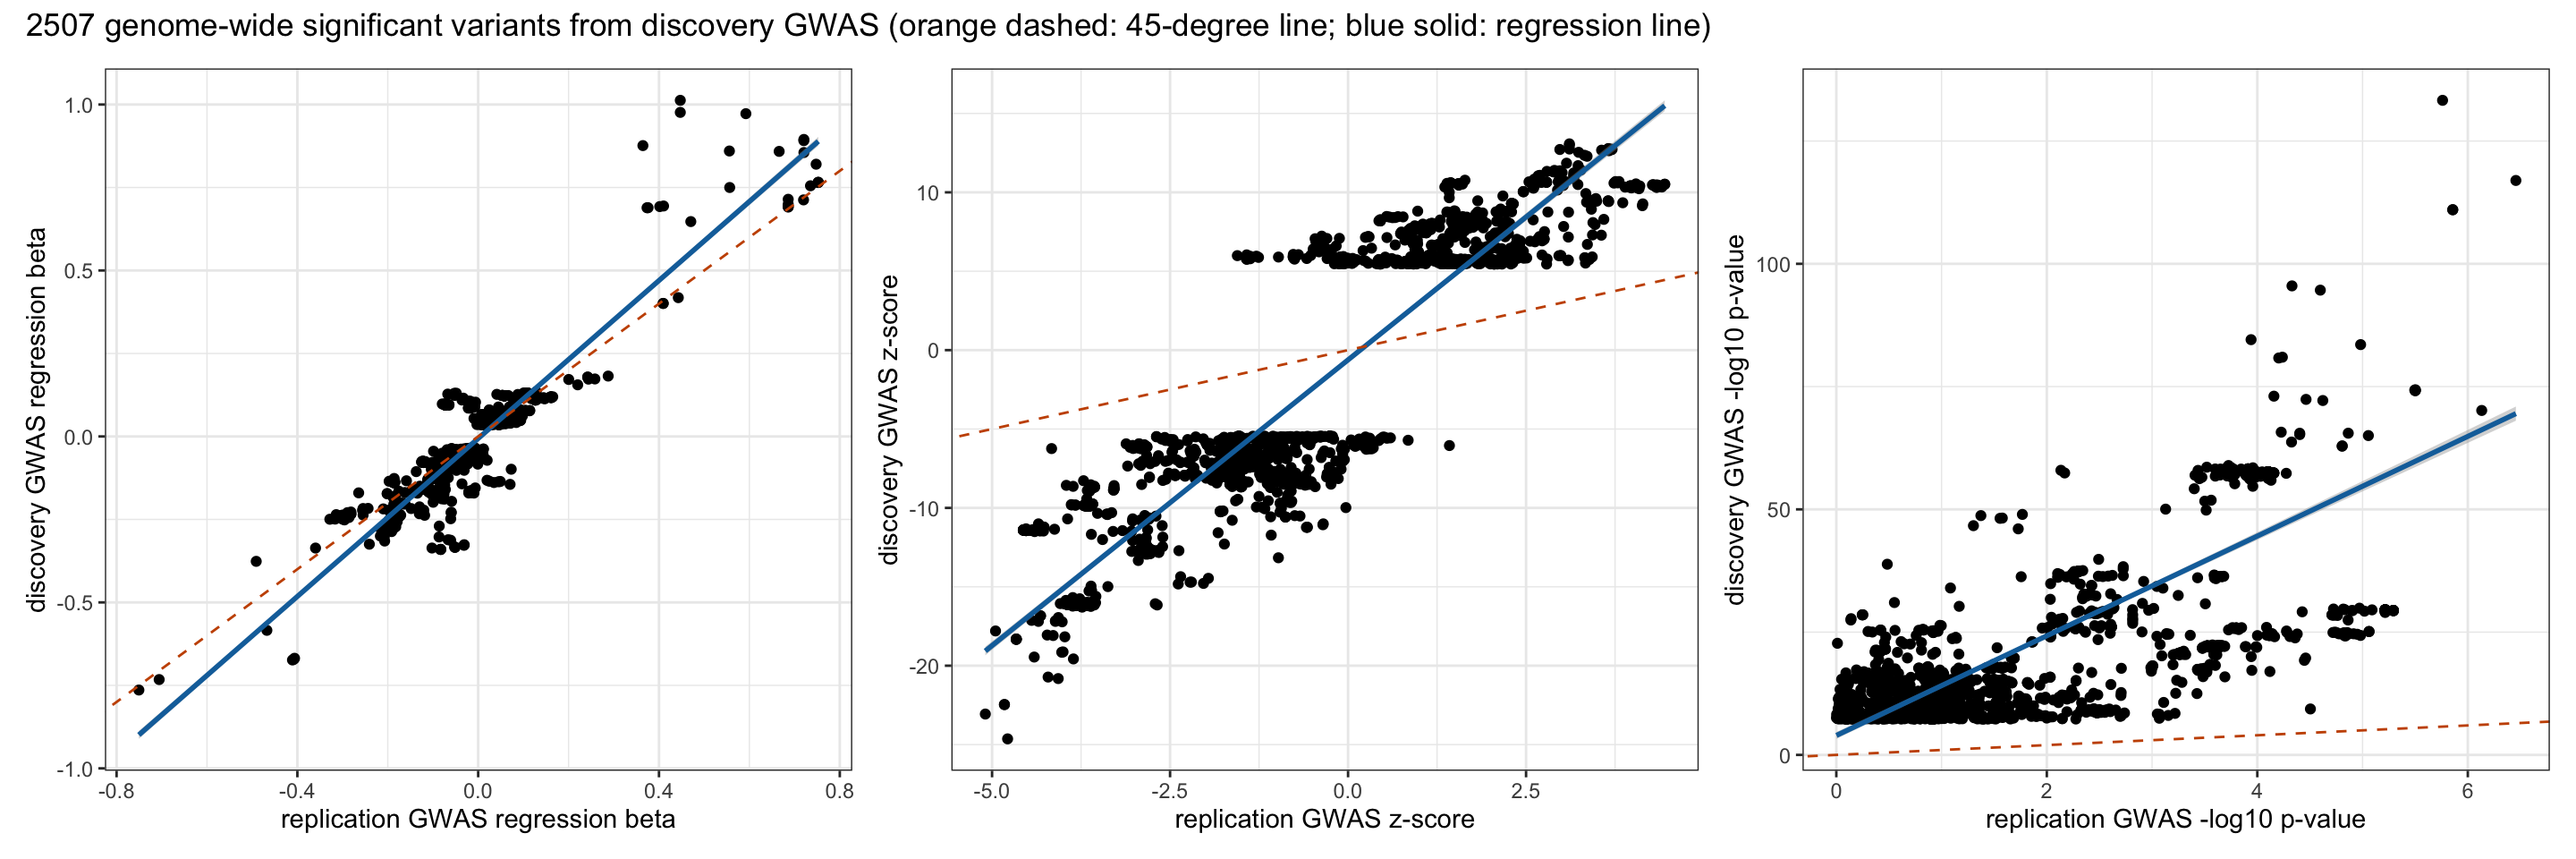 2507 genome-wide significant variants from discovery GWAS (orange dashed: 45-degree line; blue solid: regression line)
discovery GWAS regression beta
1.0
0.5
0.0
-0.5
-1.0
-0.8 -0.4 0.0 0.4 0.8
replication GWAS regression beta
discovery GWAS z-score
10
0
-10
-20
-5.0 -2.5 0.0 2.5
replication GWAS z-score
discovery GWAS -log10 p-value
100
50
0
0 2 4 6
replication GWAS -log10 p-value